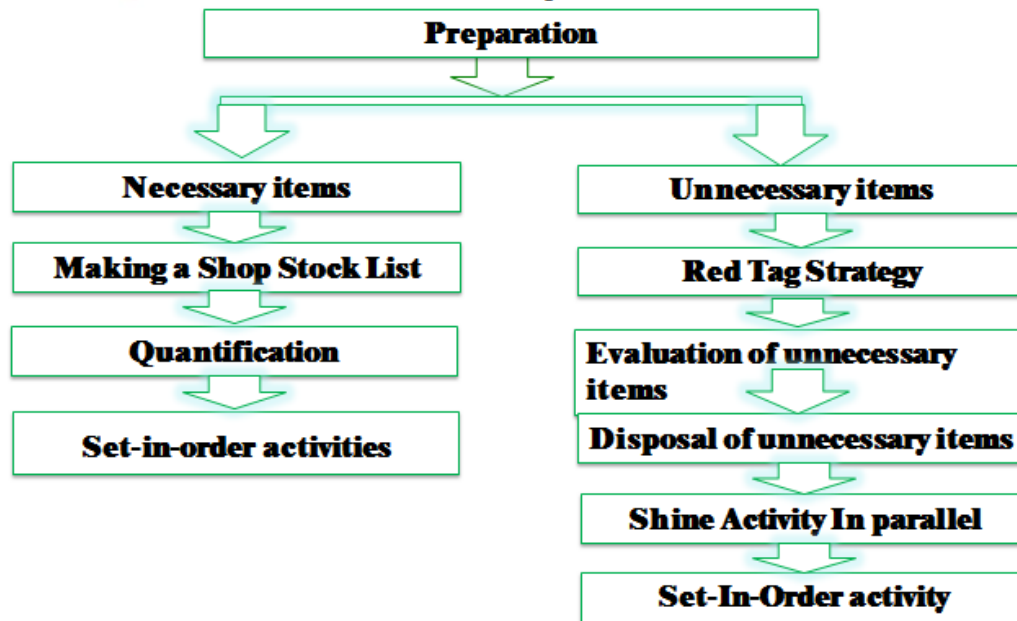 Preparation
Necessary items
Making a Shop Stock List
Quantification
Set-in-order activities
Unnecessary items
Red Tag Strategy
Evaluation of unnecessary
items
Disposal of unnecessary items
Shine Activity In parallel
Set-In-Order activity